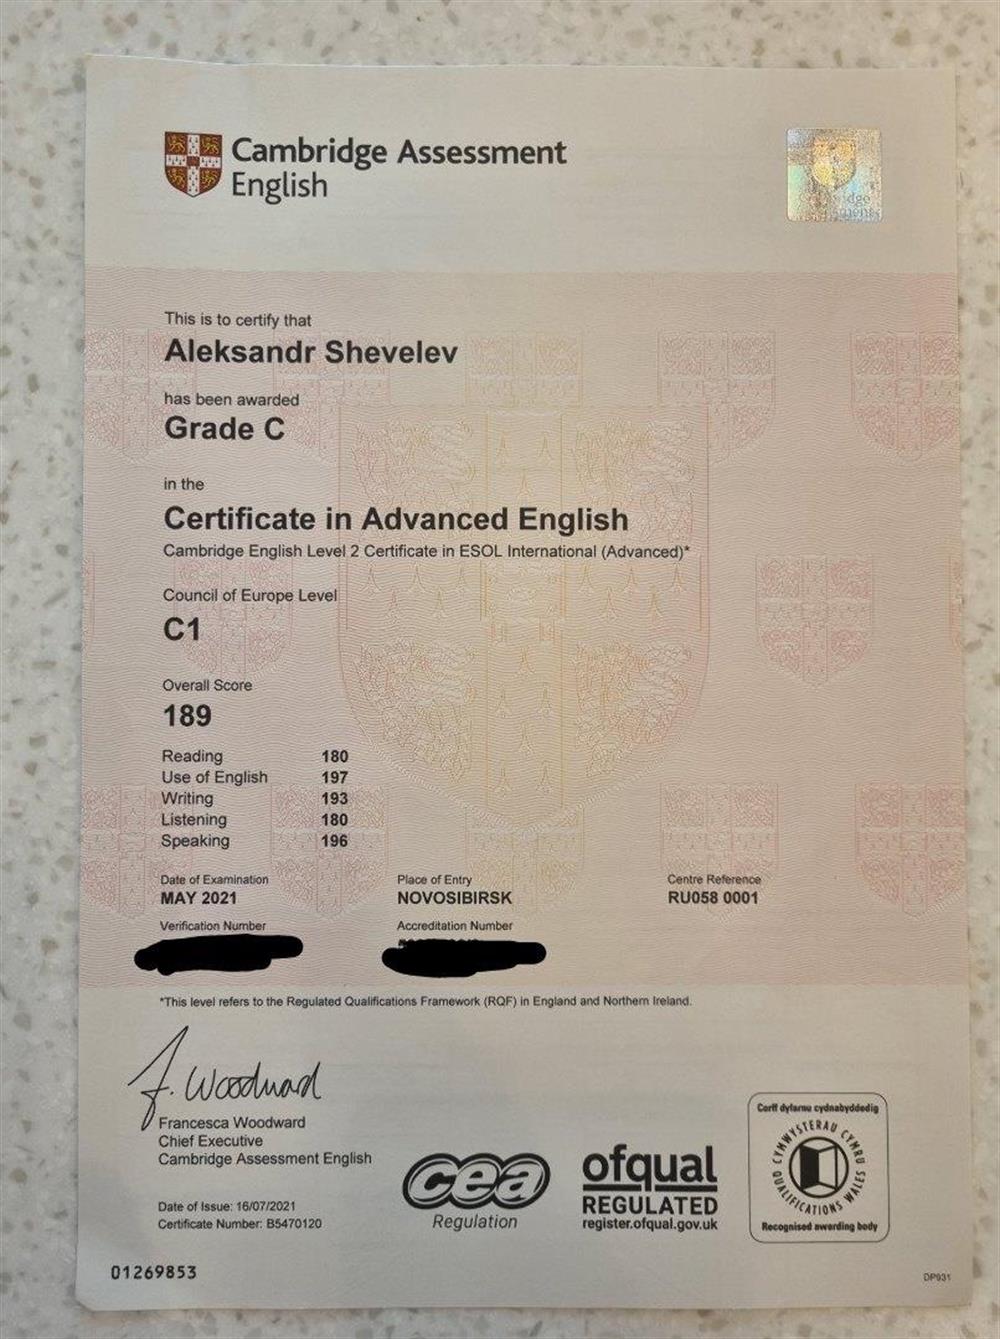 Cambridge Assessment
English
This is to certify that
Aleksandr Shevelev
has been awarded
Grade C
in the
Certificate in Advanced English
Cambridge English Level 2 Certificate in ESOL International (Advanced)*
Council of Europe Level
C1
Overall Score
189
Reading 180
Use of English 197
Writing 193
Listening 180
Speaking 196
Date of Examination Place of Entry Centre Reference
MAY 2021 NOVOSIBIRSK RU058 0001
Verification Number Accreditation Number
*This level refers to the Regulated Qualifications Framework (RQF) in England and Northern Ireland.
F. Woodward
Francesca Woodward
Chief Executive
Cambridge Assessment English
Date of Issue: 16/07/2021
Certificate Number: B5470120
cea
Regulation
ofqual
REGULATED
register.ofqual.gov.uk
Corff dyfarnu cydnabyddedig
CYMWYSTERAU CYMRU
QUALIFICATIONS WALES
Recognised awarding body
01269853
DP931